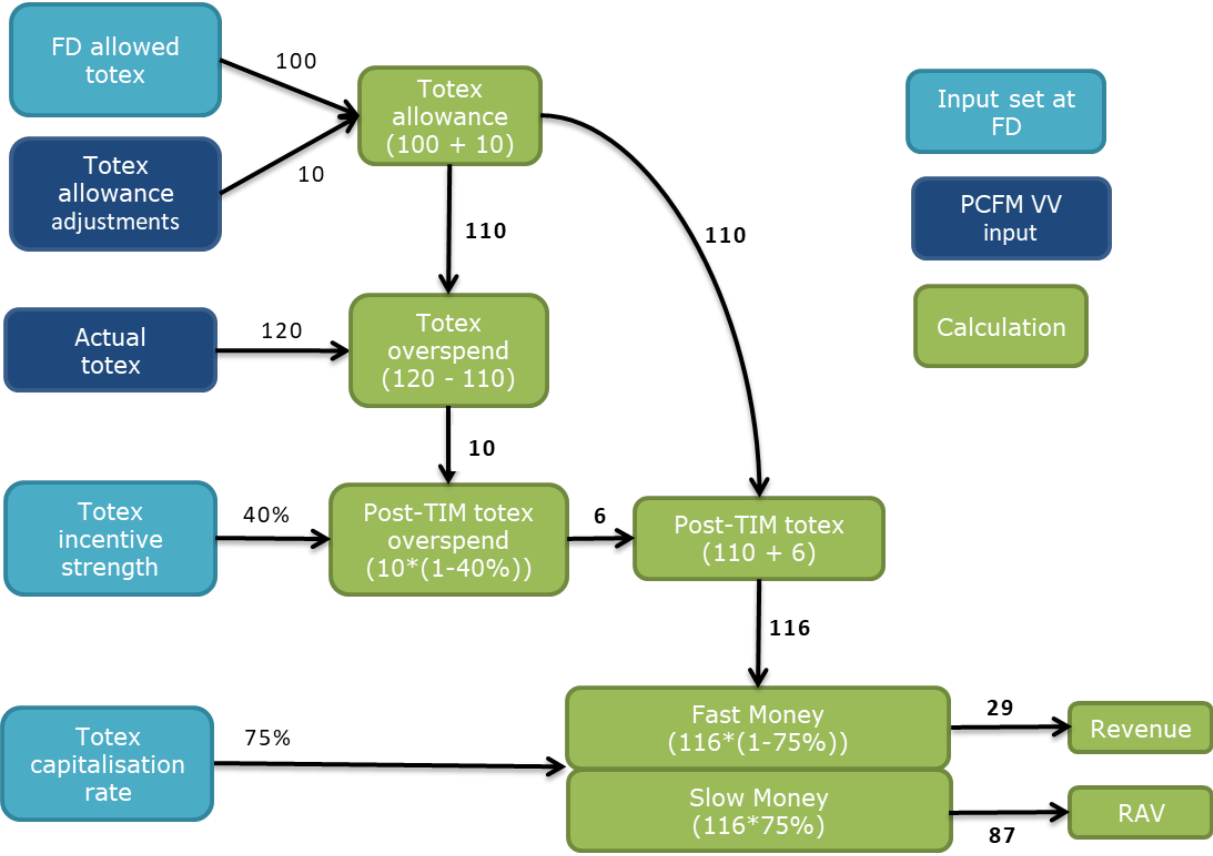 FD allowed
totex
100
Totex
allowance
(100 + 10)
Input set at
FD
Totex
allowance
adjustments
10
PCFM VV
input
110
110
Actual
totex
120
Totex
overspend
(120 - 110)
Calculation
10
Totex
incentive
strength
40%
Post-TIM totex
overspend
(10*(1-40%))
6
Post-TIM totex
(110 + 6)
116
Totex
capitalisation
rate
75%
Fast Money
(116*(1-75%))
29
Revenue
Slow Money
(116*75%)
87
RAV